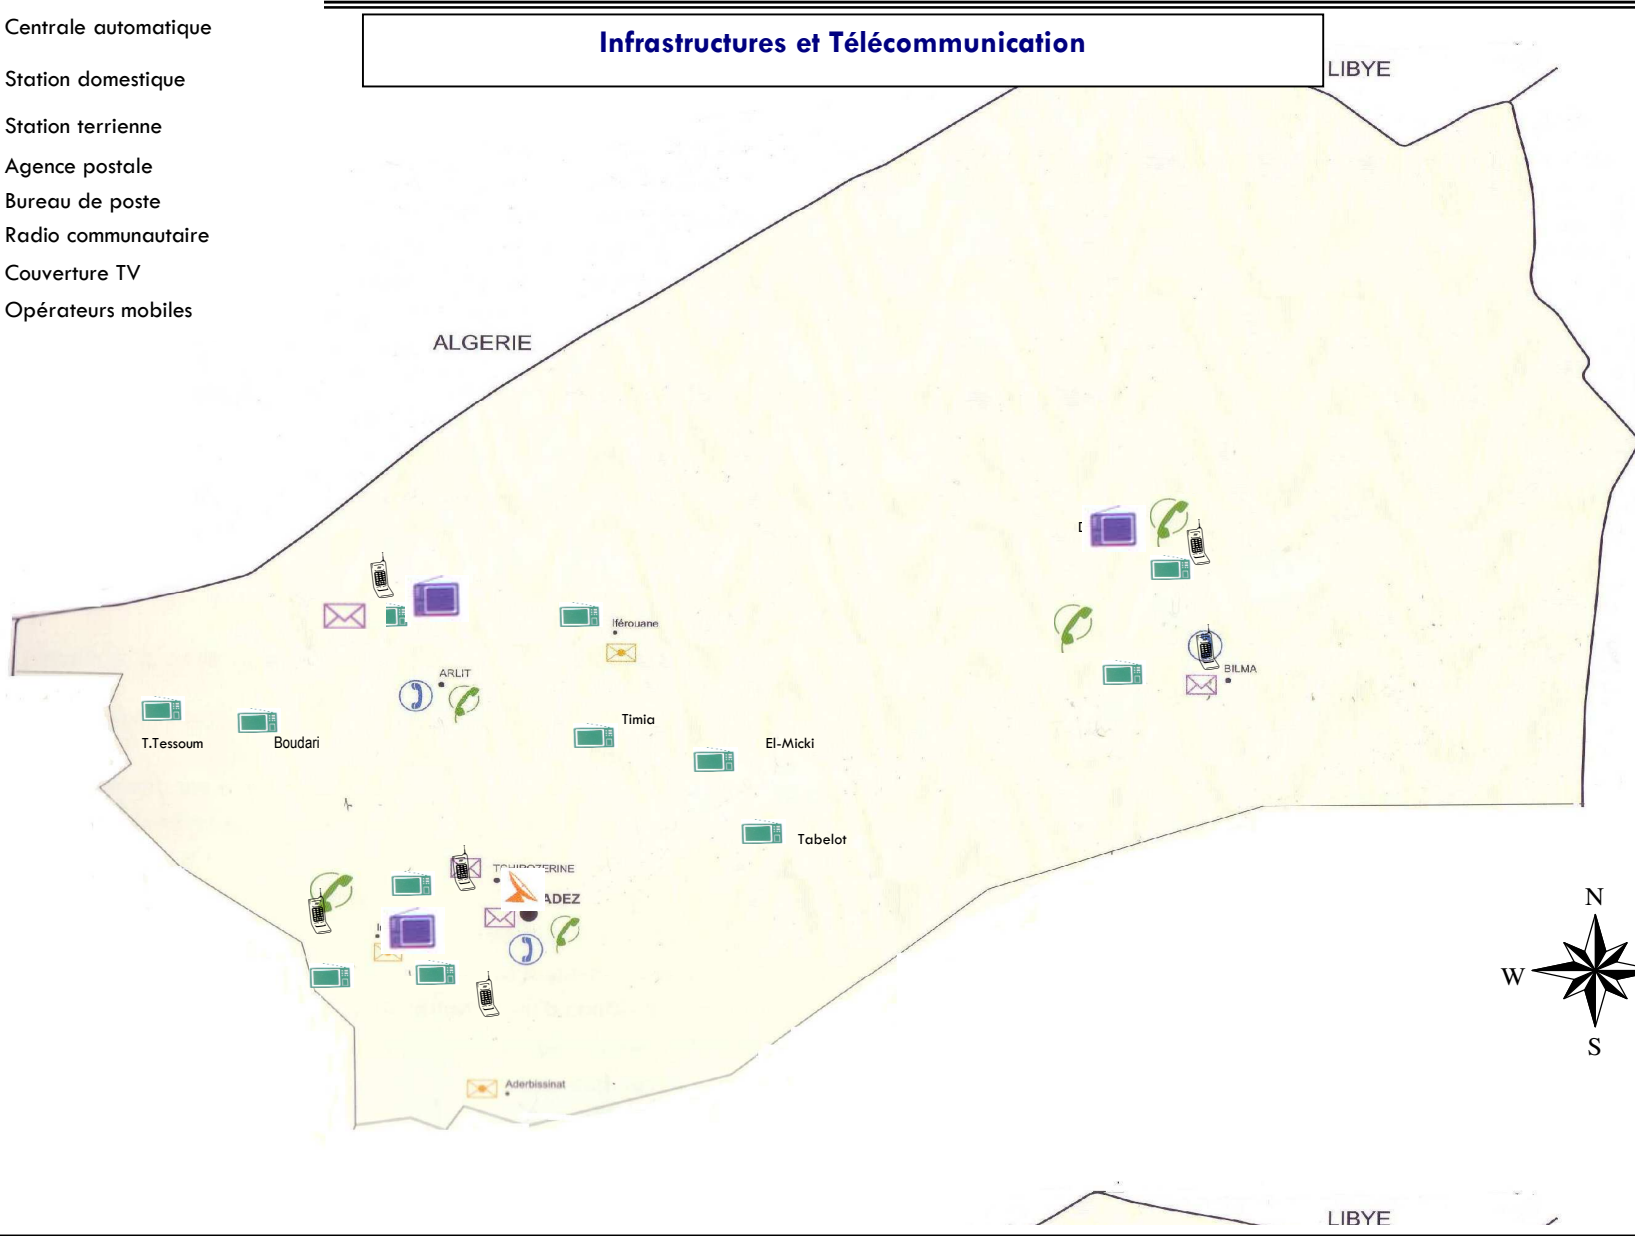 Centrale automatique
Station domestique
Station terrienne
Agence postale
Bureau de poste
Radio communautaire
Couverture TV
Opérateurs mobiles
Infrastructures et Télécommunication
LIBYE
ALGERIE
Iférouane
ARLIT
BILMA
Timia
T.Tessoum
Boudari
El-Micki
Tabelot
TCHIROZERINE
ADEZ
N
W
S
Aderbissinat
LIBYE